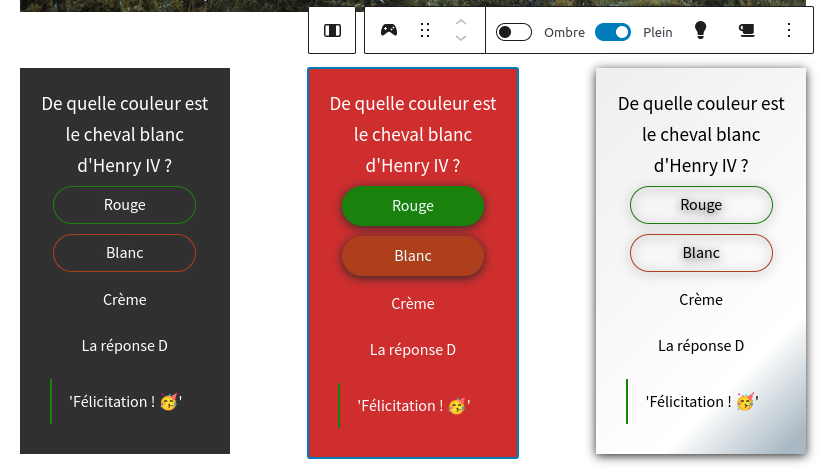 Ombre
Plein
De quelle couleur est
le cheval blanc
d'Henry IV ?
Rouge
Blanc
Crème
La réponse D
'Félicitation ! 🥳'
De quelle couleur est
le cheval blanc
d'Henry IV ?
Rouge
Blanc
Crème
La réponse D
'Félicitation ! 🥳'
De quelle couleur est
le cheval blanc
d'Henry IV ?
Rouge
Blanc
Crème
La réponse D
'Félicitation ! 🥳'